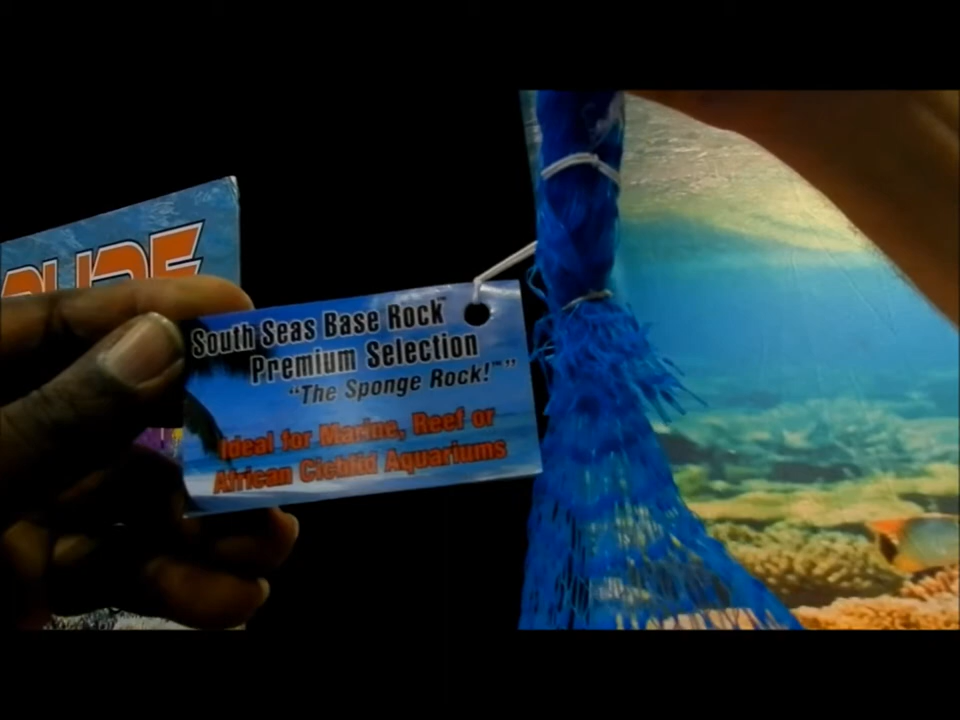 South Seas Base Rock™
Premium Selection
"The Sponge Rock!™"
Ideal for Marine, Reef or
African Cichlid Aquariums